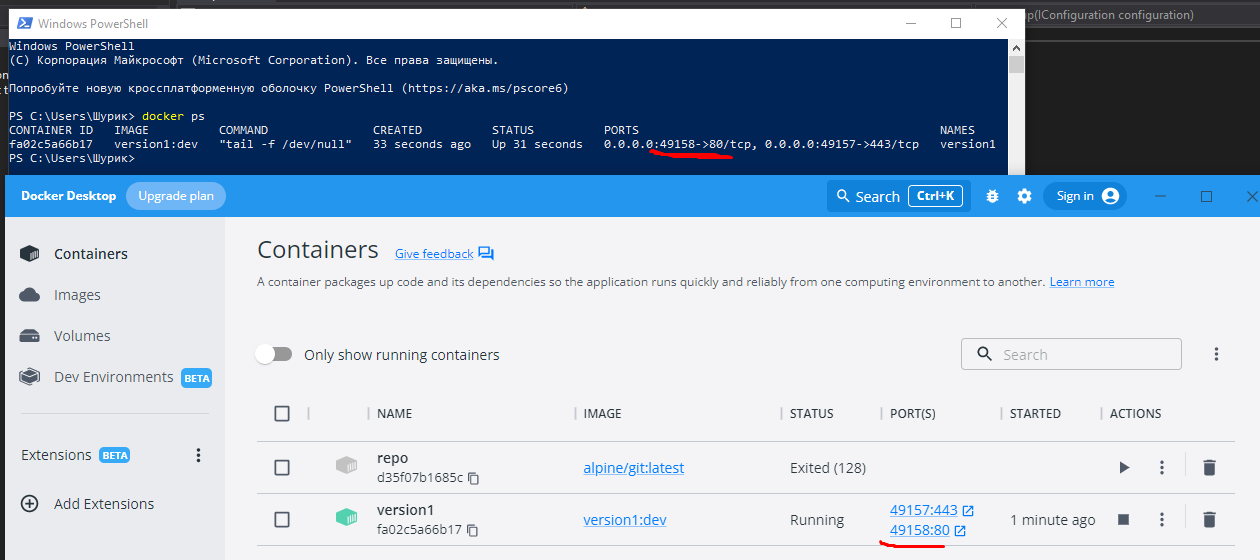 up(IConfiguration configuration)
Windows PowerShell
Windows PowerShell
(C) Корпорация Майкрософт (Microsoft Corporation). Все права защищены.
Попробуйте новую кроссплатформенную оболочку PowerShell (https://aka.ms/pscore6)
PS C:\Users\Шурик> docker ps
CONTAINER ID IMAGE COMMAND CREATED STATUS PORTS NAMES
fa02c5a66b17 version1:dev "tail -f /dev/null" 33 seconds ago Up 31 seconds 0.0.0.0:49158->80/tcp, 0.0.0.0:49157->443/tcp version1
PS C:\Users\Шурик>
Docker Desktop Upgrade plan Search Ctrl+K Sign in
Containers
Images
Volumes
Dev Environments BETA
Extensions BETA
Add Extensions
Containers Give feedback
A container packages up code and its dependencies so the application runs quickly and reliably from one computing environment to another. Learn more
Only show running containers Search
NAME IMAGE STATUS PORT(S) STARTED ACTIONS
repo
d35f07b1685c alpine/git:latest Exited (128)
version1
fa02c5a66b17 version1:dev Running 49157:443 1 minute ago
49158:80